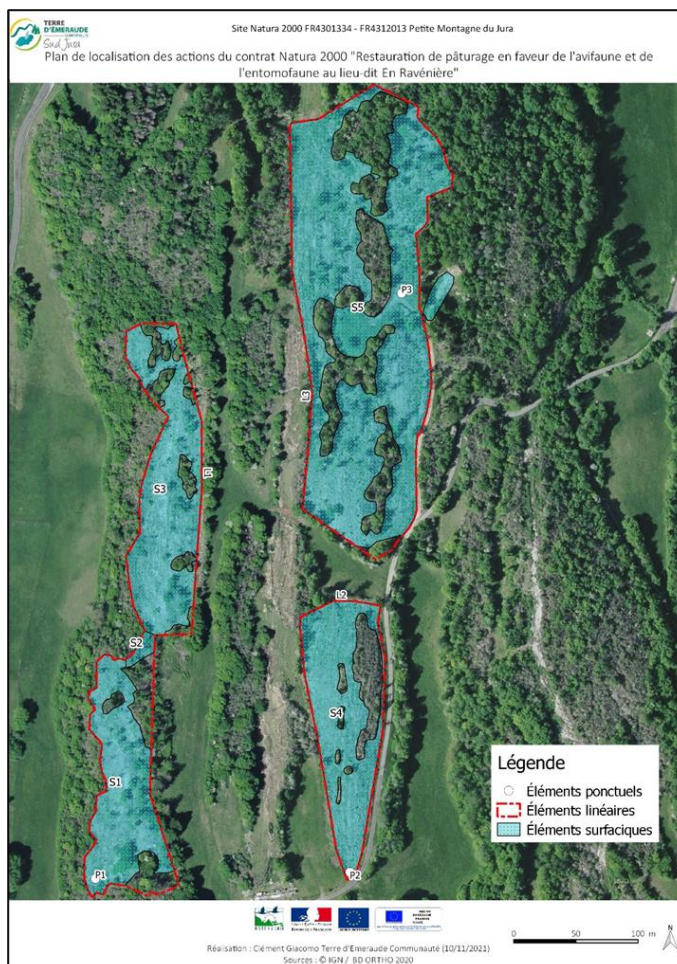 TERRE
D'ÉMERAUDE
Sud Jura
Site Natura 2000 FR4301334 - FR4312013 Petite Montagne du Jura
Plan de localisation des actions du contrat Natura 2000 "Restauration de pâturage en faveur de l'avifaune et de
l'entomofaune au lieu-dit En Ravénière"
P3
S5
L3
L1
S3
S2
L2
S4
S1
P1
P2
Légende
Éléments ponctuels
Éléments linéaires
Éléments surfaciques
Réalisation : Clément Giacomo Terre d'Emeraude Communauté (10/11/2021)
Sources : © IGN / BD ORTHO 2020
0 50 100 m
N